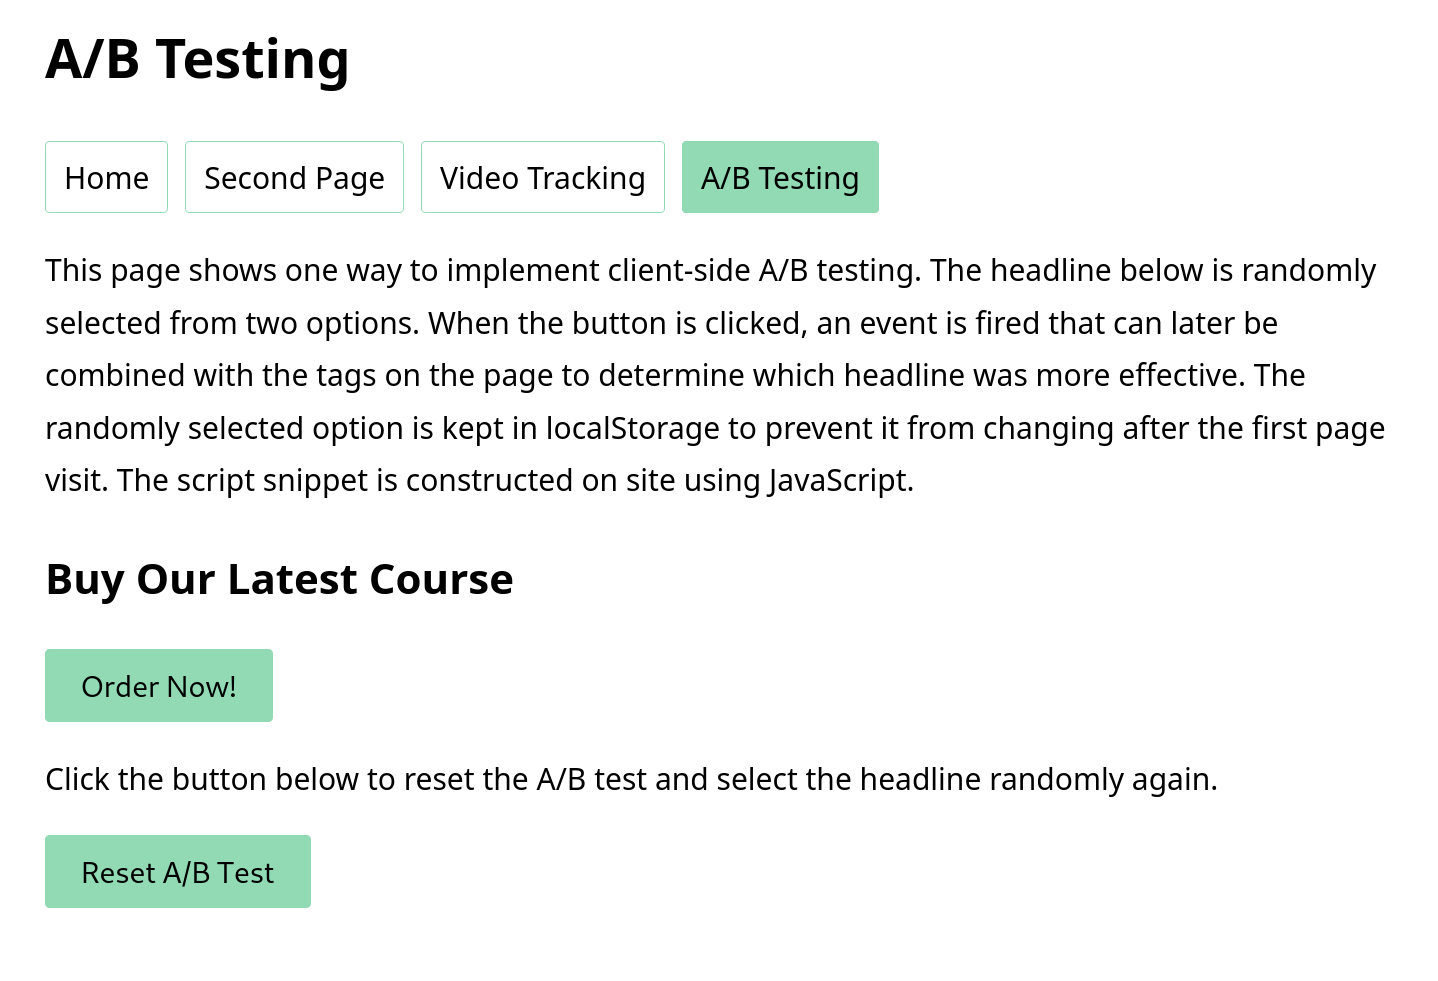 A/B Testing
Home Second Page Video Tracking A/B Testing
This page shows one way to implement client-side A/B testing. The headline below is randomly
selected from two options. When the button is clicked, an event is fired that can later be
combined with the tags on the page to determine which headline was more effective. The
randomly selected option is kept in localStorage to prevent it from changing after the first page
visit. The script snippet is constructed on site using JavaScript.
Buy Our Latest Course
Order Now!
Click the button below to reset the A/B test and select the headline randomly again.
Reset A/B Test